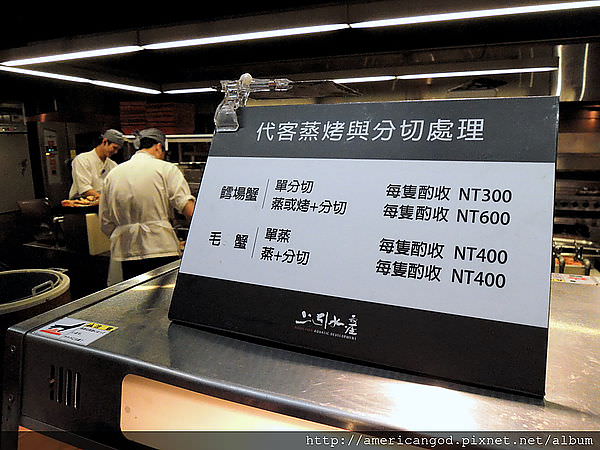 代客蒸烤與分切處理
鱈場蟹 單分切 每隻酌收 NT300
蒸或烤+分切 每隻酌收 NT600
毛 蟹 單蒸 每隻酌收 NT400
蒸+分切 每隻酌收 NT400
上引水產
AQUATIC DEVELOPMENT
http://americangod.pixnet.net/album